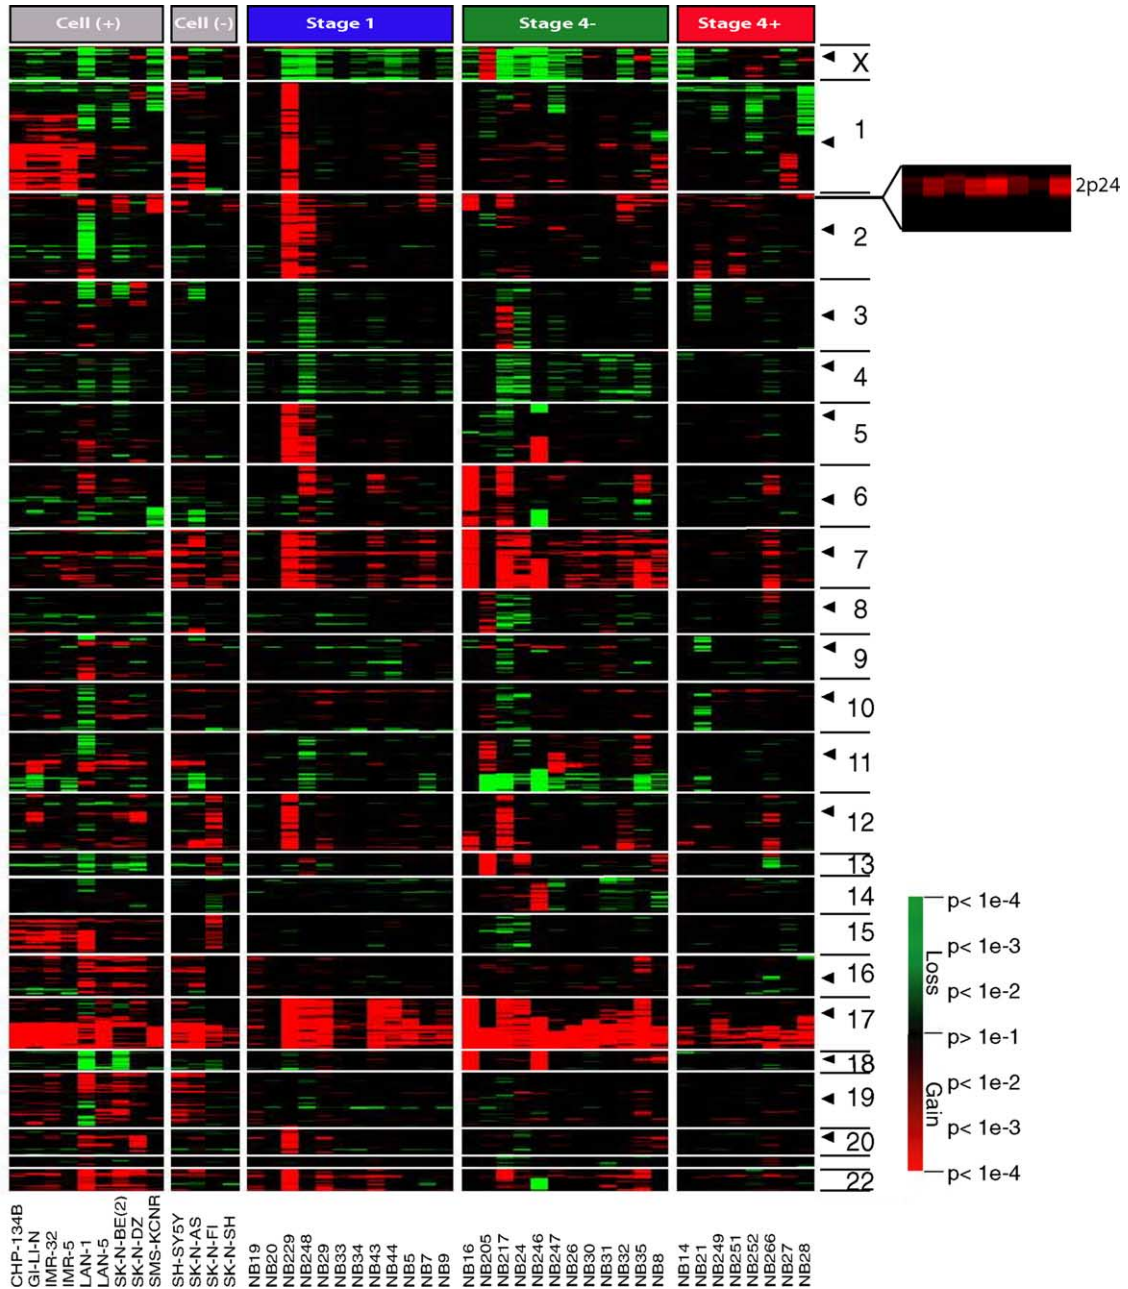 Cell (+) Cell (-) Stage 1 Stage 4- Stage 4+
X
1
2p24
2
3
4
5
6
7
8
9
10
11
12
13
14
15
16
17
18
19
20
22
p< 1e-4
p< 1e-3
p< 1e-2
p> 1e-1
p< 1e-2
p< 1e-3
p< 1e-4
Loss
Gain
CHP-134B
GI-LI-N
IMR-32
IMR-5
LAN-1
LAN-5
SK-N-BE(2)
SK-N-DZ
SMS-KCNR
SH-SY5Y
SK-N-AS
SK-N-FI
SK-N-SH
NB19
NB20
NB229
NB248
NB29
NB33
NB34
NB43
NB44
NB5
NB7
NB9
NB16
NB205
NB217
NB24
NB246
NB247
NB26
NB30
NB31
NB32
NB35
NB8
NB14
NB21
NB249
NB251
NB252
NB266
NB27
NB28